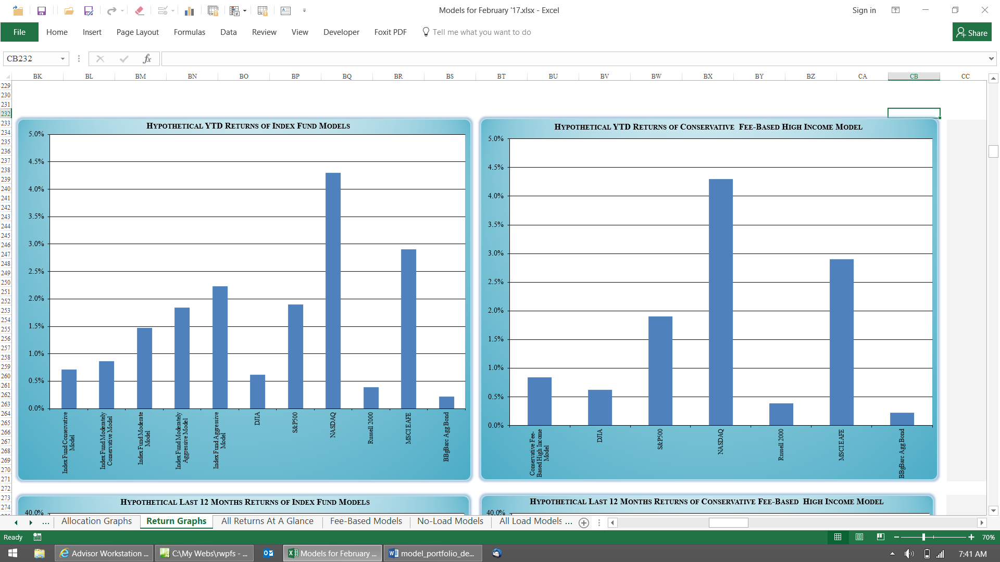 Models for February '17.xlsx - Excel
Sign in
File Home Insert Page Layout Formulas Data Review View Developer Foxit PDF Tell me what you want to do Share
CB232 fx
BK BL BM BN BO BP BQ BR BS BT BU BV BW BX BY BZ CA CB CC
229
230
231
232
233
234
235
236
237
238
239
240
241
242
243
244
245
246
247
248
249
250
251
252
253
254
255
256
257
258
259
260
261
262
263
264
265
266
267
268
269
270
271
272
273
274
HYPOTHETICAL YTD RETURNS OF INDEX FUND MODELS
5.0%
4.5%
4.0%
3.5%
3.0%
2.5%
2.0%
1.5%
1.0%
0.5%
0.0%
Index Fund Conservative
Model
Index Fund Moderately
Conservative Model
Index Fund Moderate
Model
Index Fund Moderately
Aggressive Model
Index Fund Aggressive
Model
DJIA
S&P500
NASDAQ
Russell 2000
MSCI EAFE
BBgBarc Agg Bond
HYPOTHETICAL YTD RETURNS OF CONSERVATIVE FEE-BASED HIGH INCOME MODEL
5.0%
4.5%
4.0%
3.5%
3.0%
2.5%
2.0%
1.5%
1.0%
0.5%
0.0%
Conservative Fee-
Based High Income
Model
DJIA
S&P500
NASDAQ
Russell 2000
MSCI EAFE
BBgBarc Agg Bond
HYPOTHETICAL LAST 12 MONTHS RETURNS OF INDEX FUND MODELS
40.0%
HYPOTHETICAL LAST 12 MONTHS RETURNS OF CONSERVATIVE FEE-BASED HIGH INCOME MODEL
40.0%
... Allocation Graphs Return Graphs All Returns At A Glance Fee-Based Models No-Load Models All Load Models ...
Ready
70%
Advisor Workstation ... C:\My Webs\rwpfs - ... Models for February ... model_portfolio_de... 7:41 AM